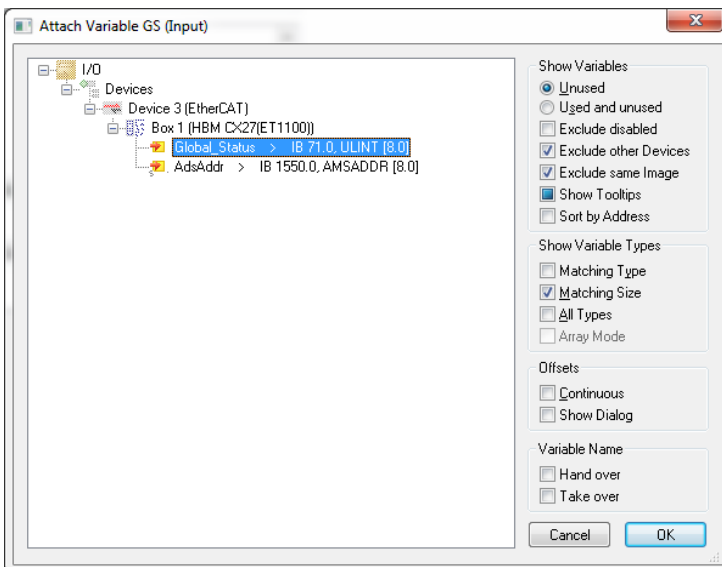 Attach Variable GS (Input)
I/O
Devices
Device 3 (EtherCAT)
Box 1 (HBM CX27(ET1100))
Global_Status > IB 71.0, ULINT [8.0]
AdsAddr > IB 1550.0, AMSADDR [8.0]
Show Variables
Unused
Used and unused
Exclude disabled
Exclude other Devices
Exclude same Image
Show Tooltips
Sort by Address
Show Variable Types
Matching Type
Matching Size
All Types
Array Mode
Offsets
Continuous
Show Dialog
Variable Name
Hand over
Take over
Cancel
OK